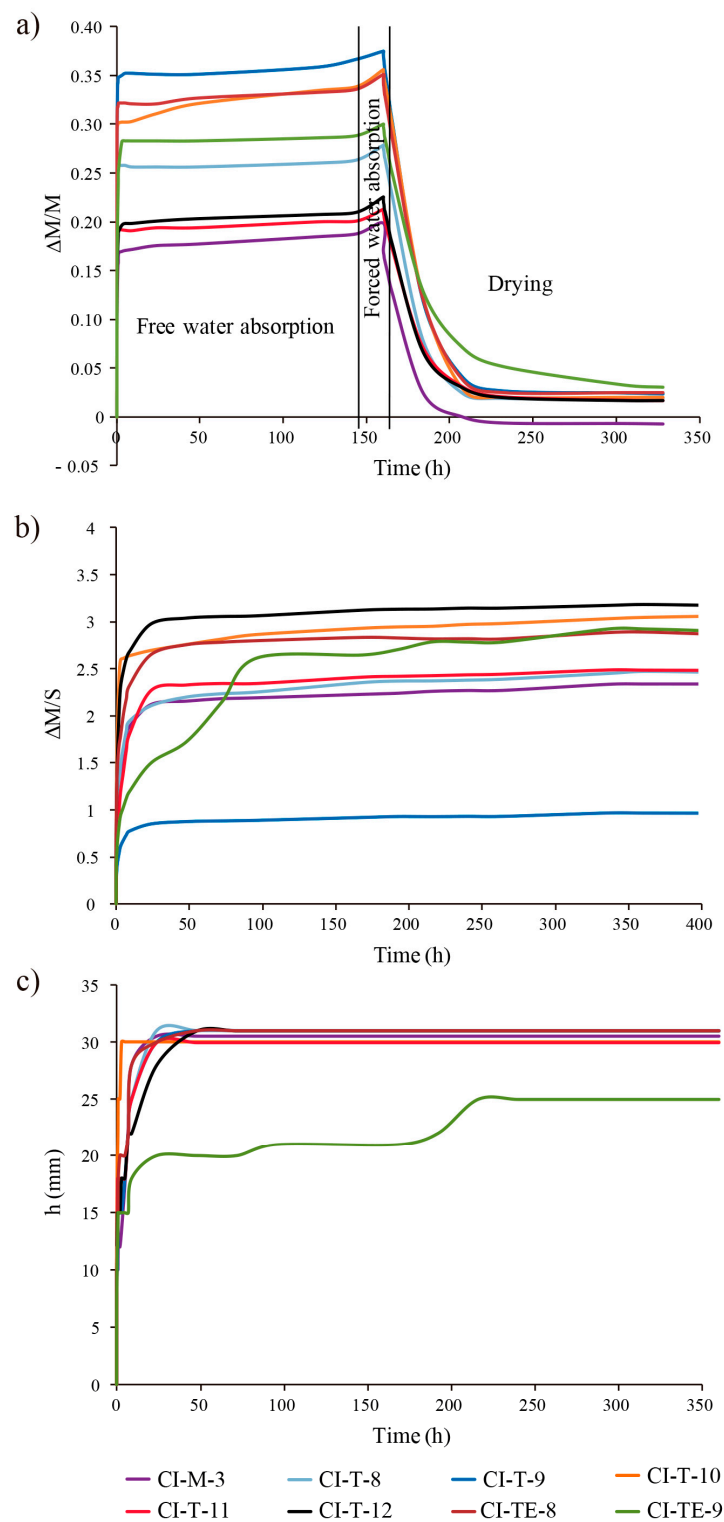 a)
0.40
0.35
0.30
0.25
0.20
0.15
0.10
0.05
0
- 0.05
ΔM/M
Free water absorption
Forced water absorption
Drying
0 50 100 150 200 250 300 350
Time (h)
b)
4
3.5
3
2.5
2
1.5
1
0.5
0
ΔM/S
0 50 100 150 200 250 300 350 400
Time (h)
c)
35
30
25
20
15
10
5
0
h (mm)
0 50 100 150 200 250 300 350
Time (h)
CI-M-3 CI-T-8 CI-T-9 CI-T-10
CI-T-11 CI-T-12 CI-TE-8 CI-TE-9